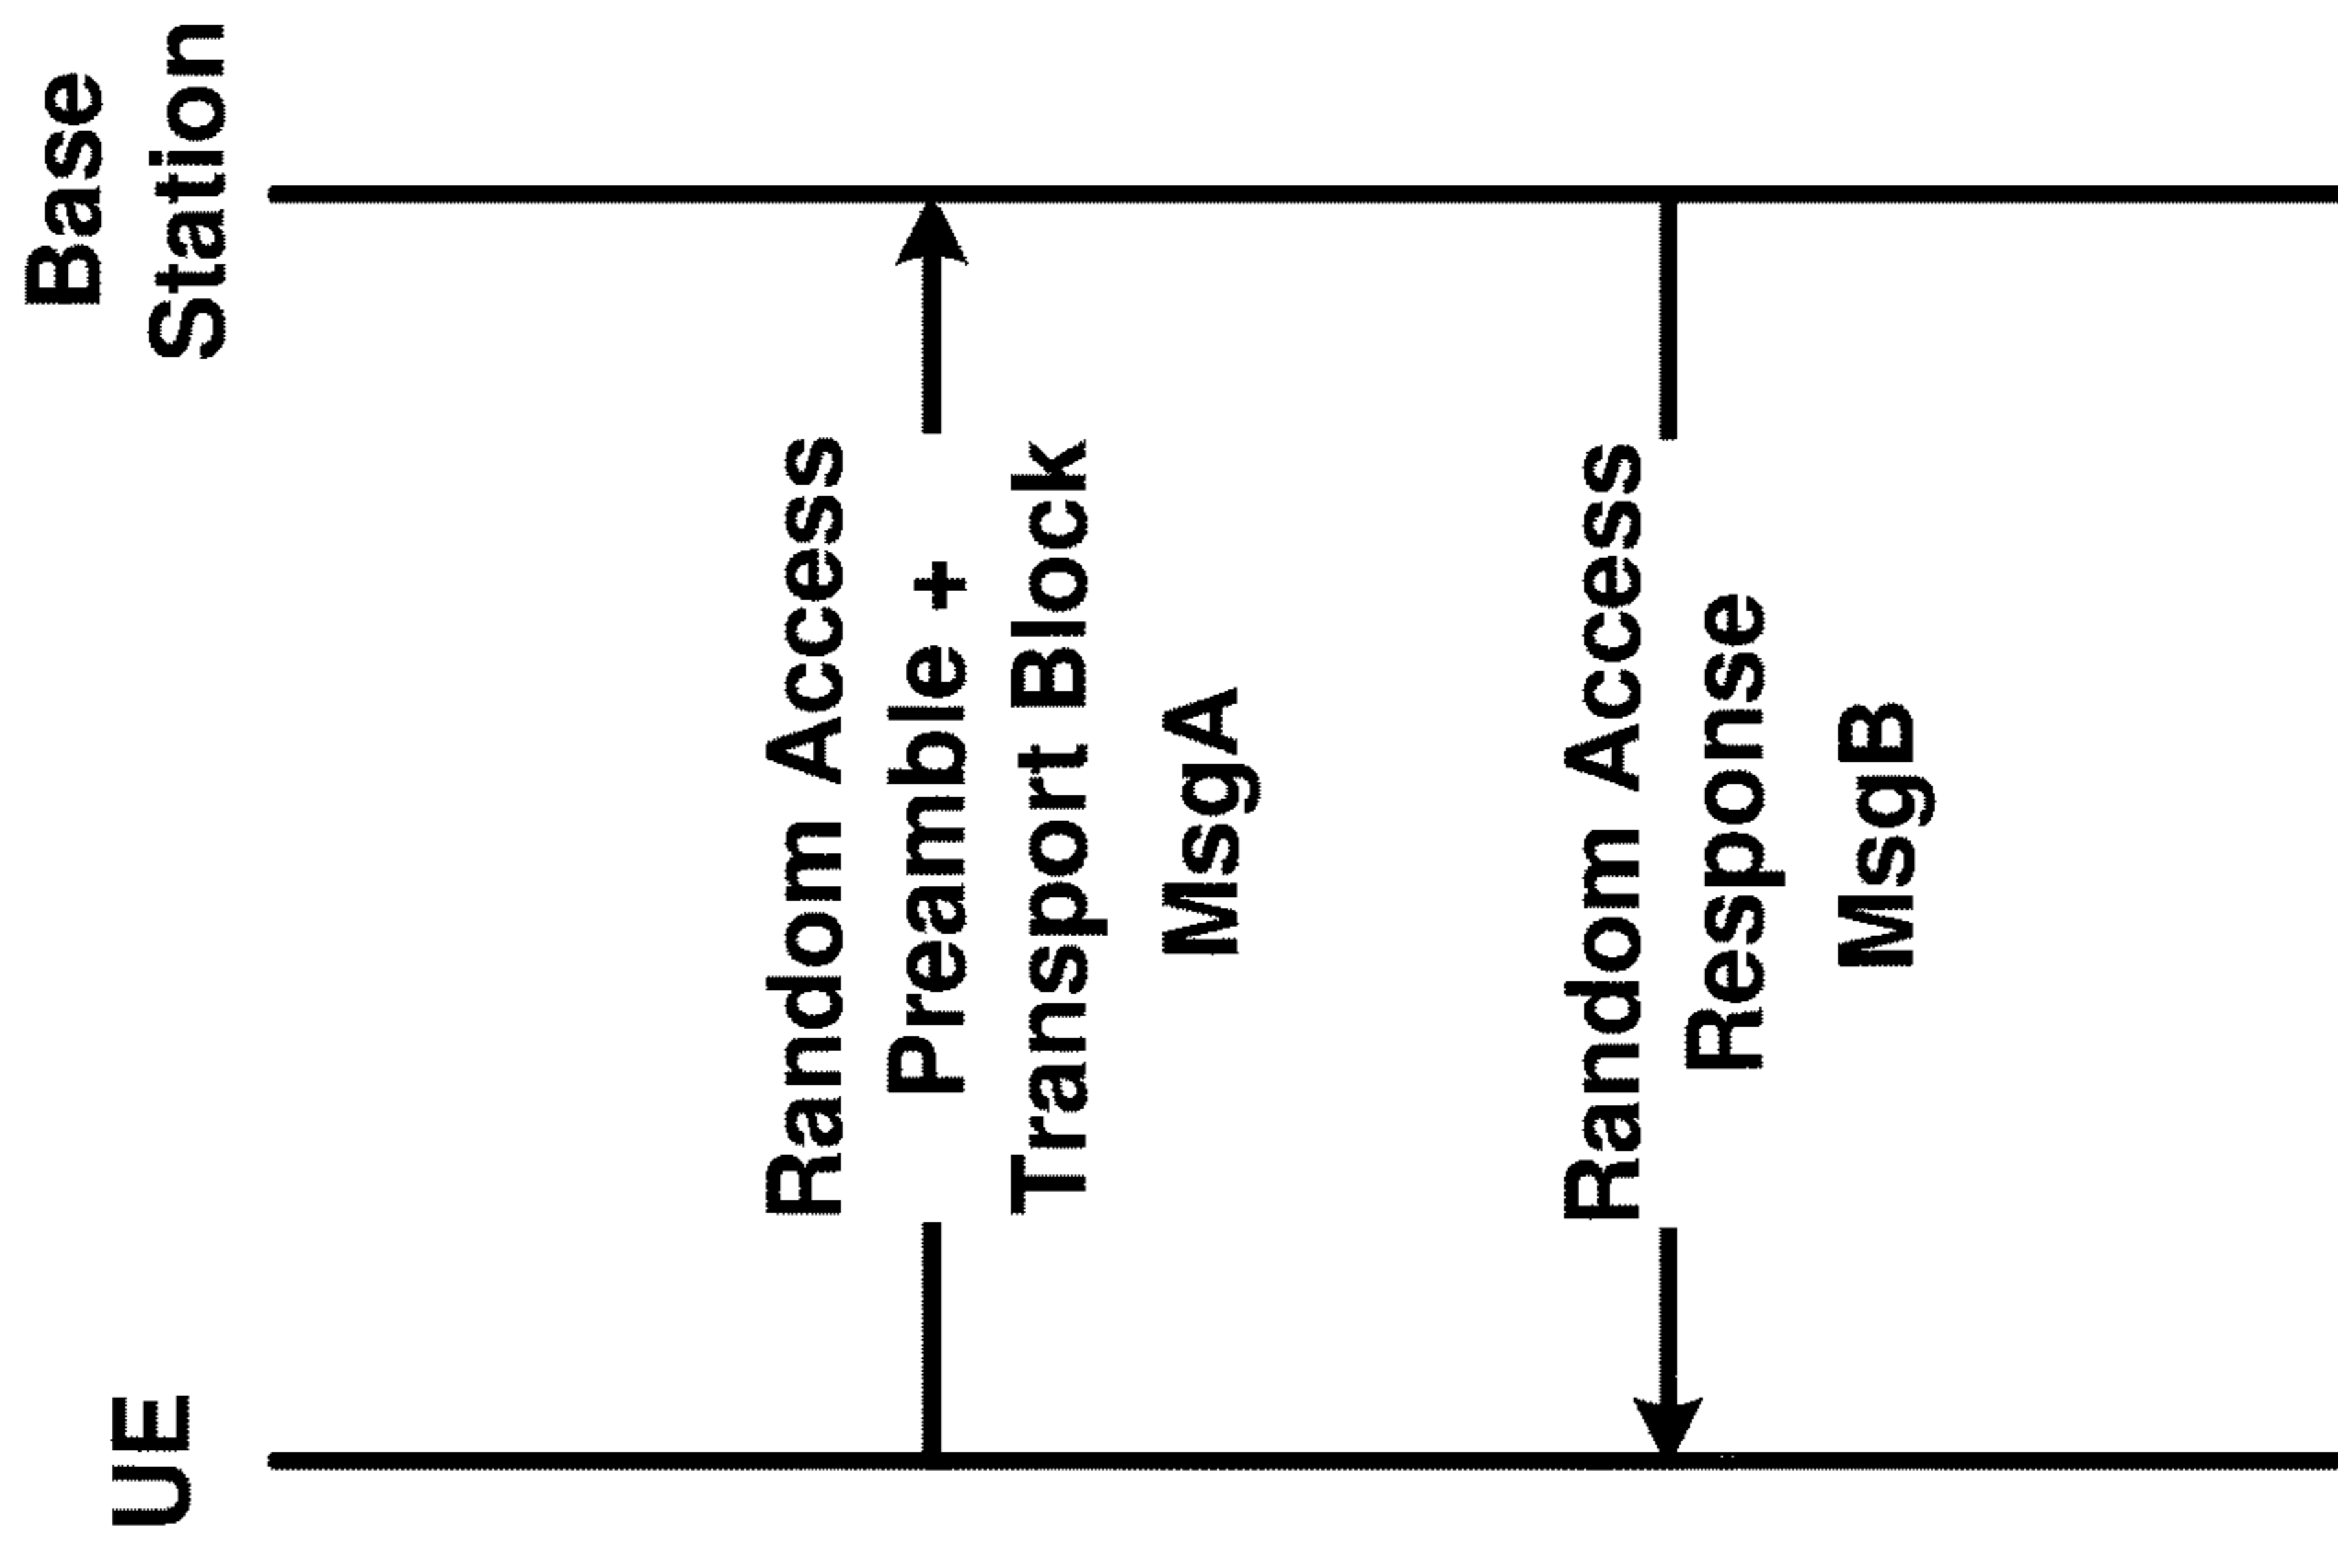 UE
Base
Station
Random Access
Preamble +
Transport Block
MsgA
Random Access
Response
MsgB